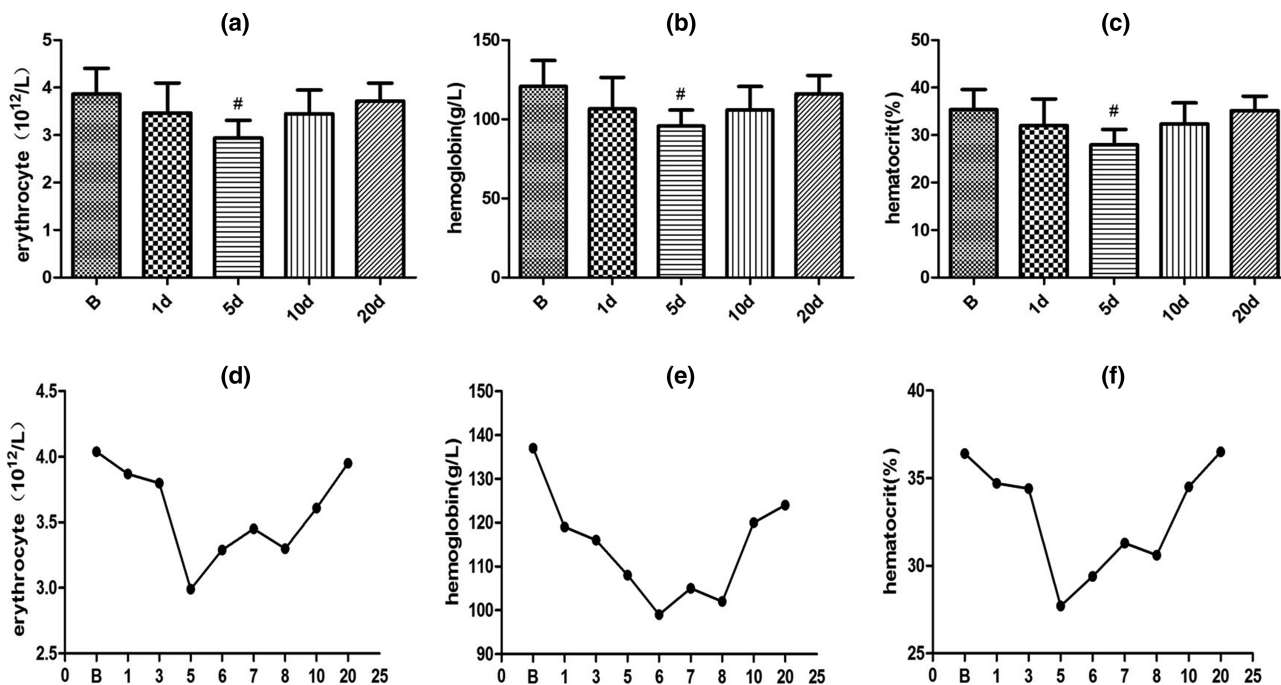 (a)
(b)
(c)
erythrocyte（10¹²/L）
5
4
3
2
1
0
#
B
1d
5d
10d
20d
hemoglobin(g/L)
150
100
50
0
#
B
1d
5d
10d
20d
hematocrit(%)
50
40
30
20
10
0
#
B
1d
5d
10d
20d
(d)
(e)
(f)
erythrocyte（10¹²/L）
4.5
4.0
3.5
3.0
2.5
0 B 1 3 5 6 7 8 10 20 25
hemoglobin(g/L)
150
140
130
120
110
100
90
0 B 1 3 5 6 7 8 10 20 25
hematocrit(%)
40
35
30
25
0 B 1 3 5 6 7 8 10 20 25